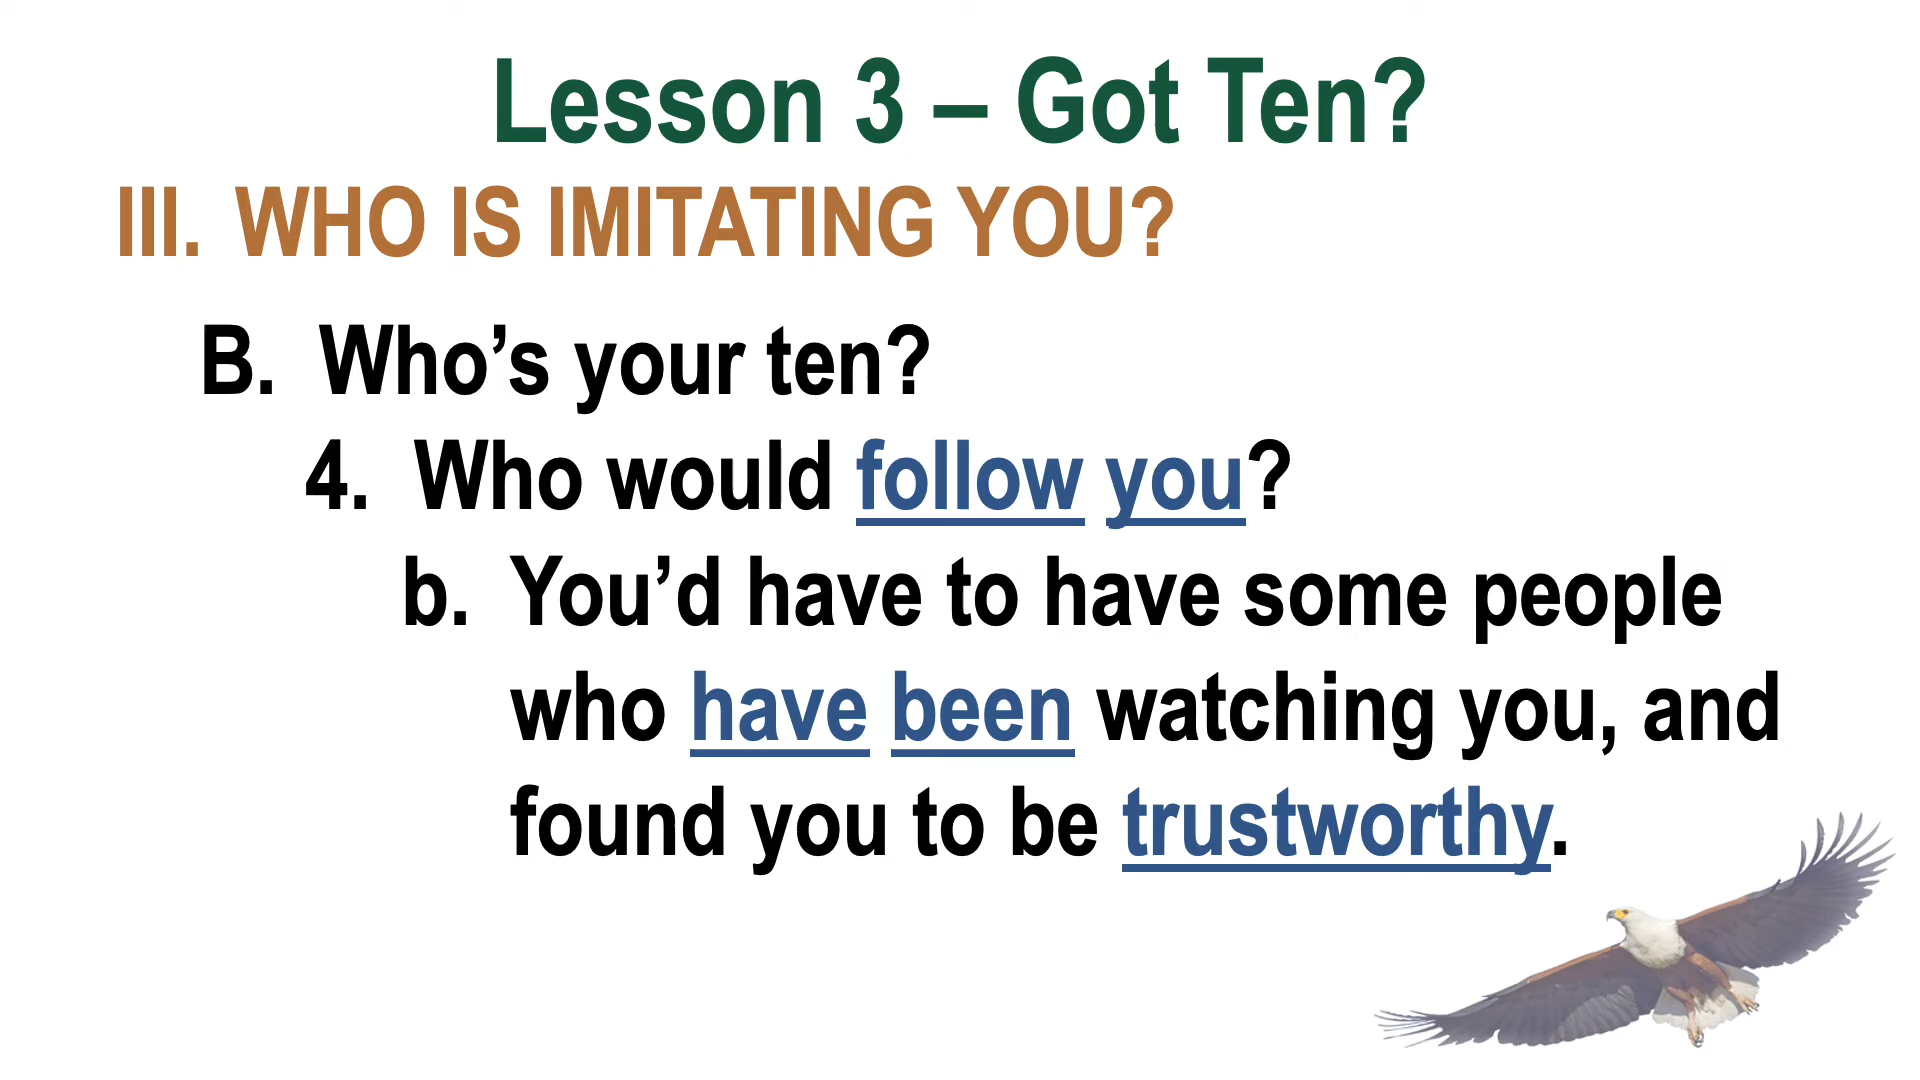 Lesson 3 – Got Ten?
III. WHO IS IMITATING YOU?
B. Who’s your ten?
4. Who would follow you?
b. You’d have to have some people
who have been watching you, and
found you to be trustworthy.